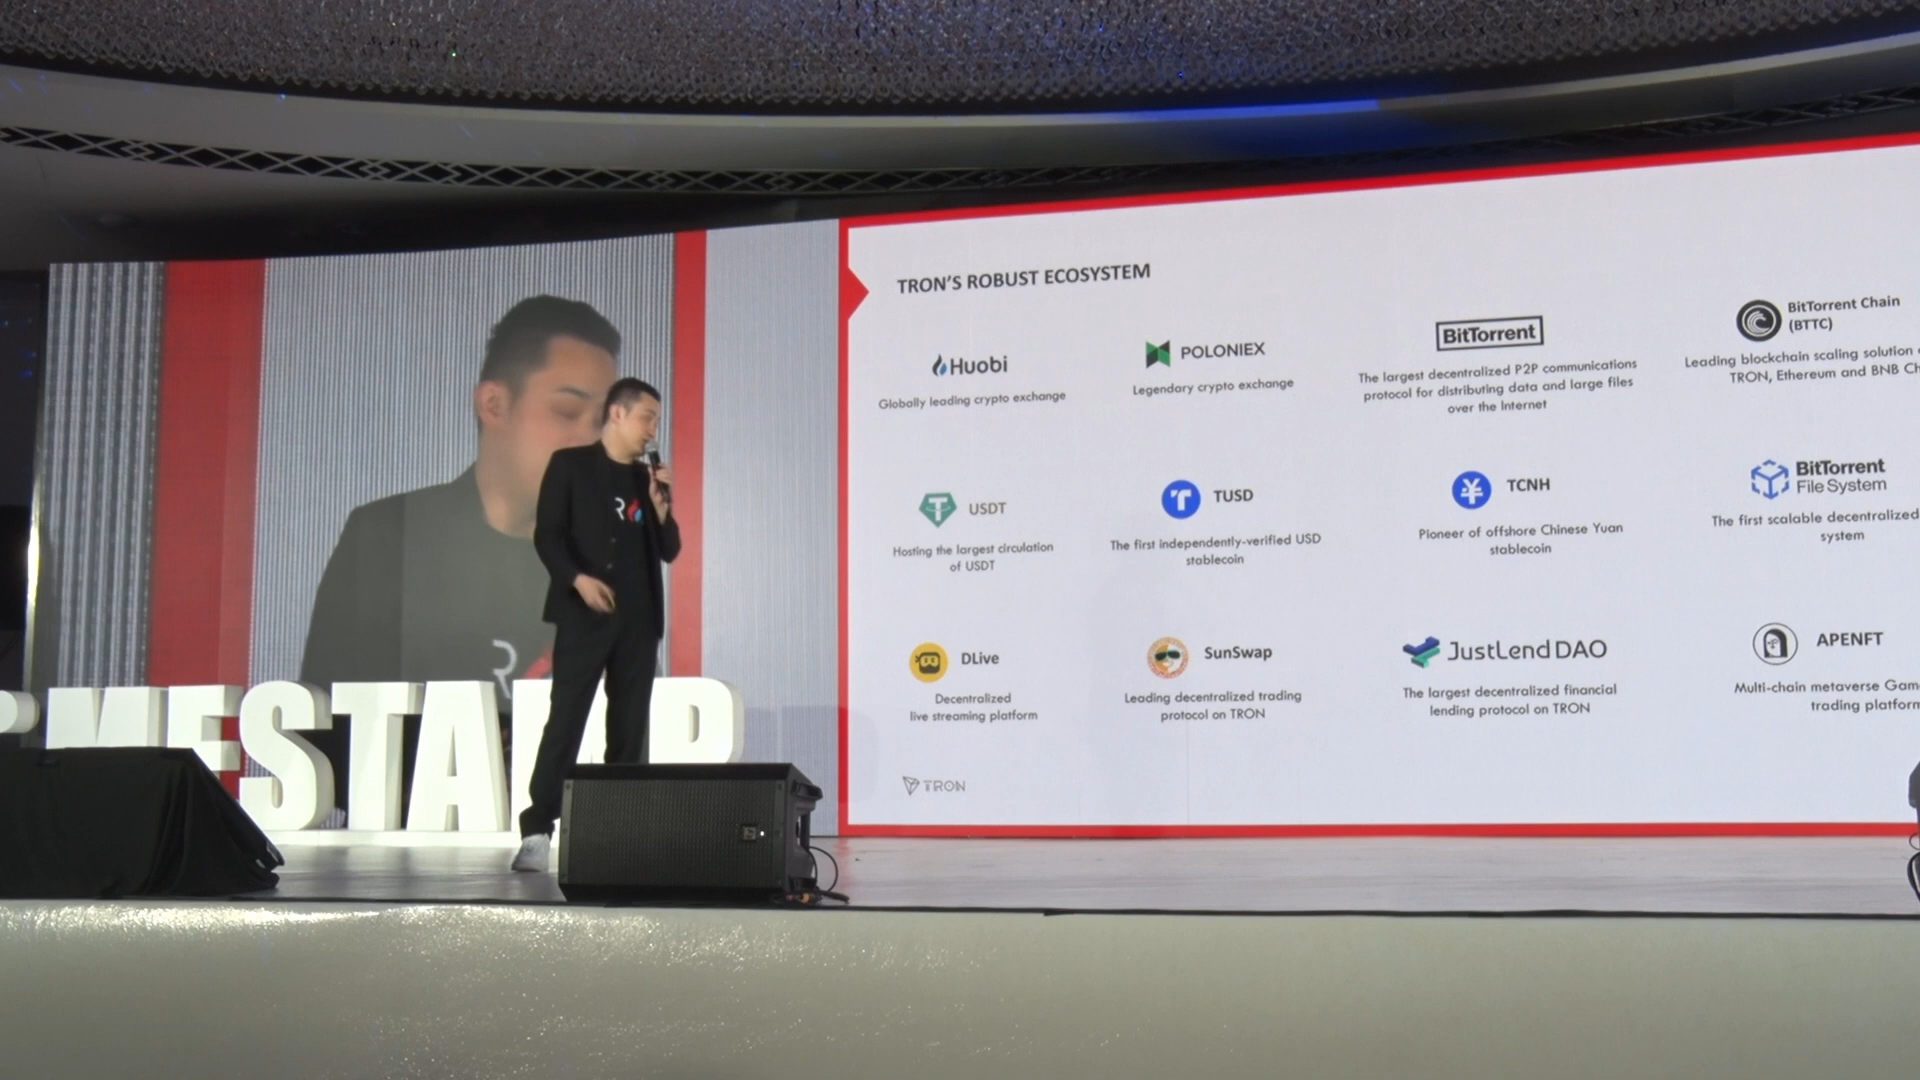 TRON'S ROBUST ECOSYSTEM
Huobi
Globally leading crypto exchange
POLONIEX
Legendary crypto exchange
BitTorrent
The largest decentralized P2P communications
protocol for distributing data and large files
over the Internet
BitTorrent Chain
(BTTC)
Leading blockchain scaling solution
TRON, Ethereum and BNB Ch
USDT
Hosting the largest circulation
of USDT
TUSD
The first independently-verified USD
stablecoin
TCNH
Pioneer of offshore Chinese Yuan
stablecoin
BitTorrent
File System
The first scalable decentralized
system
DLive
Decentralized
live streaming platform
SunSwap
Leading decentralized trading
protocol on TRON
JustLend DAO
The largest decentralized financial
lending protocol on TRON
APENFT
Multi-chain metaverse Gam
trading platform
TRON
R
R
MESTAMP